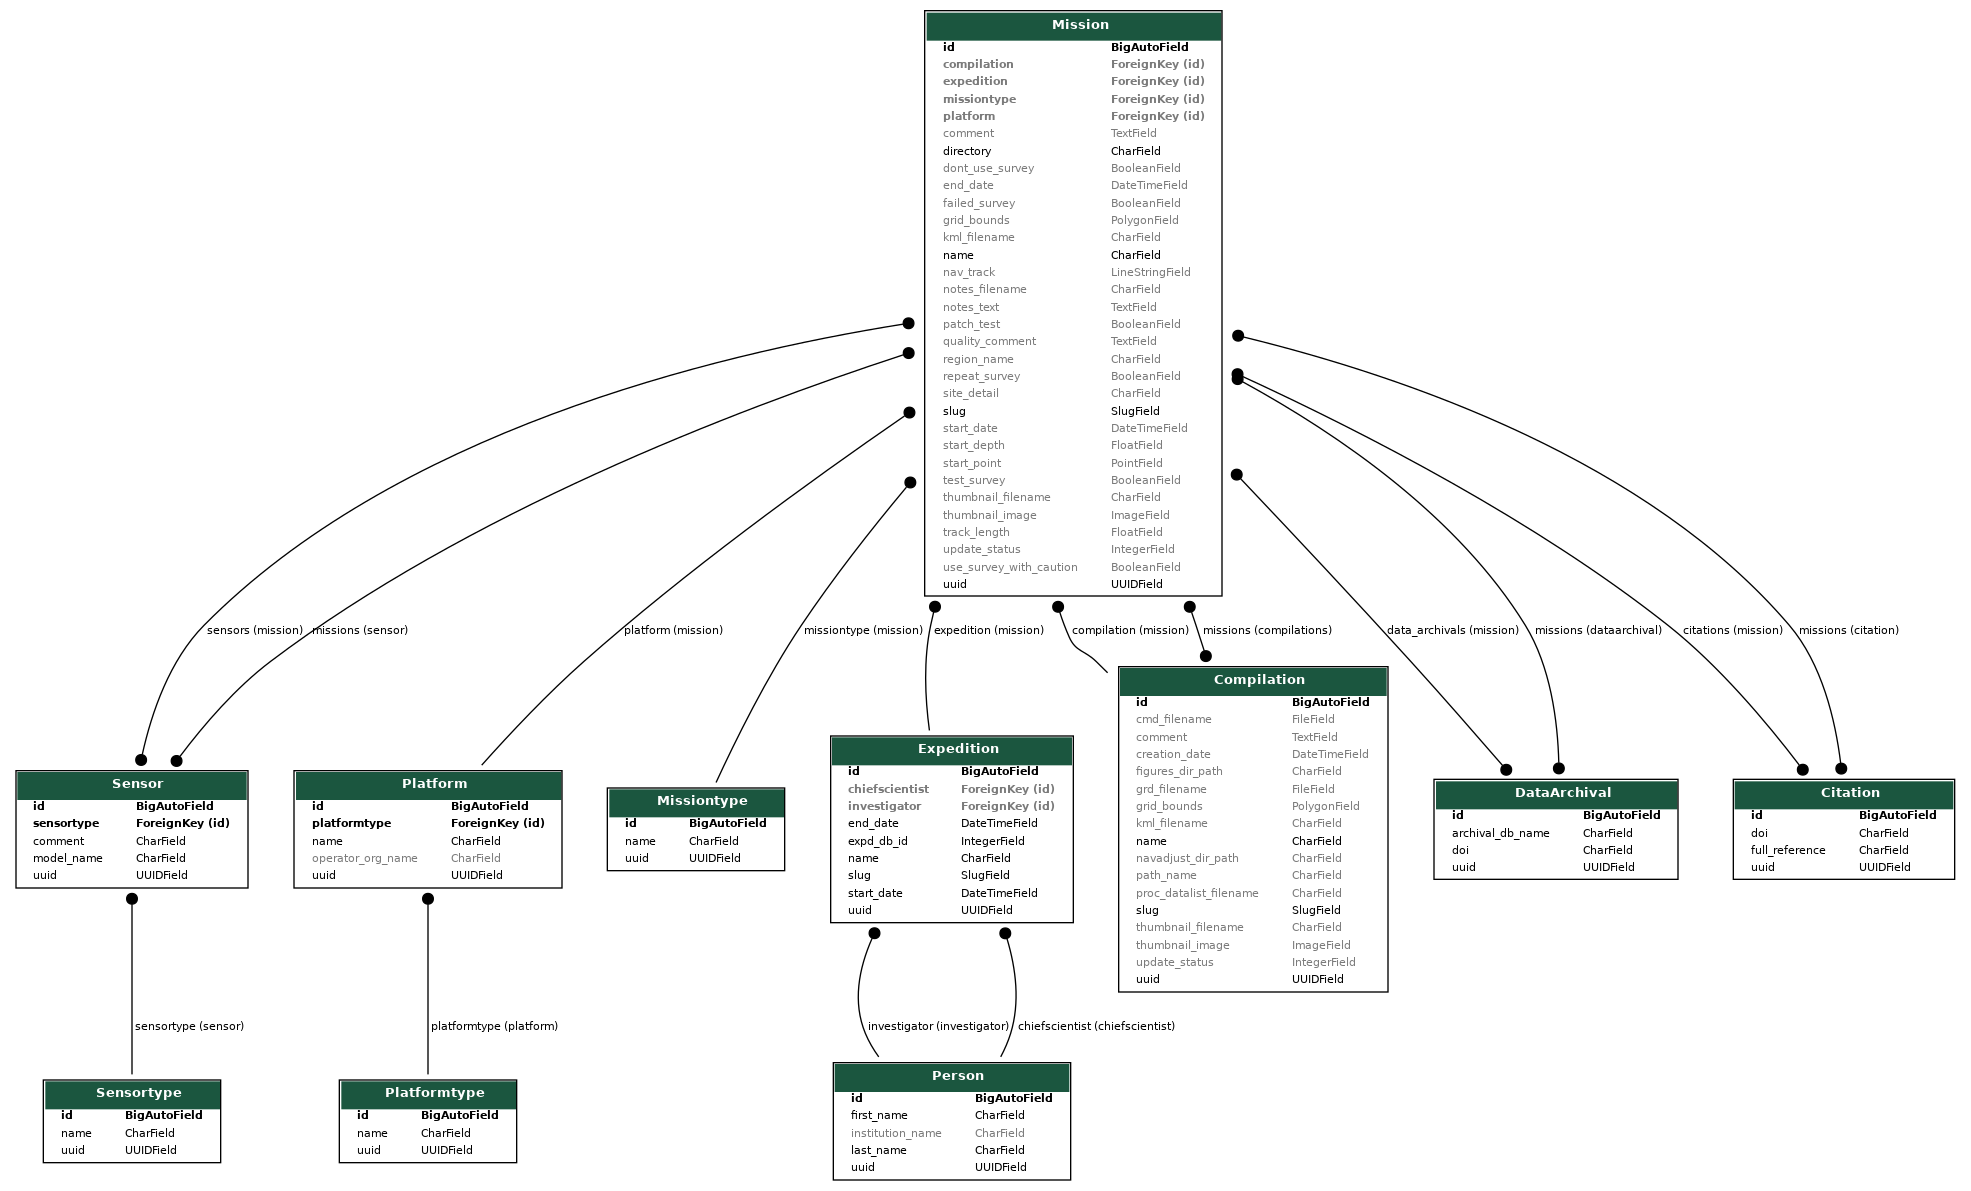 Mission
id BigAutoField
compilation ForeignKey (id)
expedition ForeignKey (id)
missiontype ForeignKey (id)
platform ForeignKey (id)
comment TextField
directory CharField
dont_use_survey BooleanField
end_date DateTimeField
failed_survey BooleanField
grid_bounds PolygonField
kml_filename CharField
name CharField
nav_track LineStringField
notes_filename CharField
notes_text TextField
patch_test BooleanField
quality_comment TextField
region_name CharField
repeat_survey BooleanField
site_detail CharField
slug SlugField
start_date DateTimeField
start_depth FloatField
start_point PointField
test_survey BooleanField
thumbnail_filename CharField
thumbnail_image ImageField
track_length FloatField
update_status IntegerField
use_survey_with_caution BooleanField
uuid UUIDField
sensors (mission)
missions (sensor)
platform (mission)
missiontype (mission)
expedition (mission)
compilation (mission)
missions (compilations)
data_archivals (mission)
missions (dataarchival)
citations (mission)
missions (citation)
Sensor
id BigAutoField
sensortype ForeignKey (id)
comment CharField
model_name CharField
uuid UUIDField
Platform
id BigAutoField
platformtype ForeignKey (id)
name CharField
operator_org_name CharField
uuid UUIDField
Missiontype
id BigAutoField
name CharField
uuid UUIDField
Expedition
id BigAutoField
chiefscientist ForeignKey (id)
investigator ForeignKey (id)
end_date DateTimeField
expd_db_id IntegerField
name CharField
slug SlugField
start_date DateTimeField
uuid UUIDField
Compilation
id BigAutoField
cmd_filename FileField
comment TextField
creation_date DateTimeField
figures_dir_path CharField
grd_filename FileField
grid_bounds PolygonField
kml_filename CharField
name CharField
navadjust_dir_path CharField
path_name CharField
proc_datalist_filename CharField
slug SlugField
thumbnail_filename CharField
thumbnail_image ImageField
update_status IntegerField
uuid UUIDField
DataArchival
id BigAutoField
archival_db_name CharField
doi CharField
uuid UUIDField
Citation
id BigAutoField
doi CharField
full_reference CharField
uuid UUIDField
sensortype (sensor)
platformtype (platform)
investigator (investigator)
chiefscientist (chiefscientist)
Sensortype
id BigAutoField
name CharField
uuid UUIDField
Platformtype
id BigAutoField
name CharField
uuid UUIDField
Person
id BigAutoField
first_name CharField
institution_name CharField
last_name CharField
uuid UUIDField